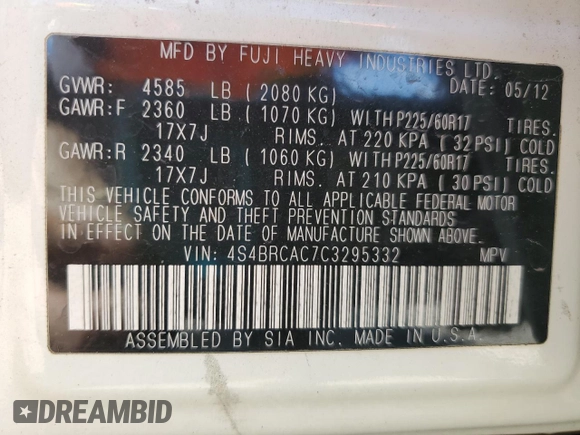 MFD BY FUJI HEAVY INDUSTRIES LTD.
GVWR: 4585 LB (2080 KG) DATE: 05/12
GAWR:F 2360 LB (1070 KG) WITH P225/60R17 TIRES.
17X7J RIMS. AT 220 KPA (32 PSI) COLD
GAWR:R 2340 LB (1060 KG) WITH P225/60R17 TIRES.
17X7J RIMS. AT 210 KPA (30 PSI) COLD
THIS VEHICLE CONFORMS TO ALL APPLICABLE FEDERAL MOTOR
VEHICLE SAFETY AND THEFT PREVENTION STANDARDS
IN EFFECT ON THE DATE OF MANUFACTURE SHOWN ABOVE.
VIN: 4S4BRCAC7C3295332 MPV
ASSEMBLED BY SIA INC. MADE IN U.S.A.
DREAMBID